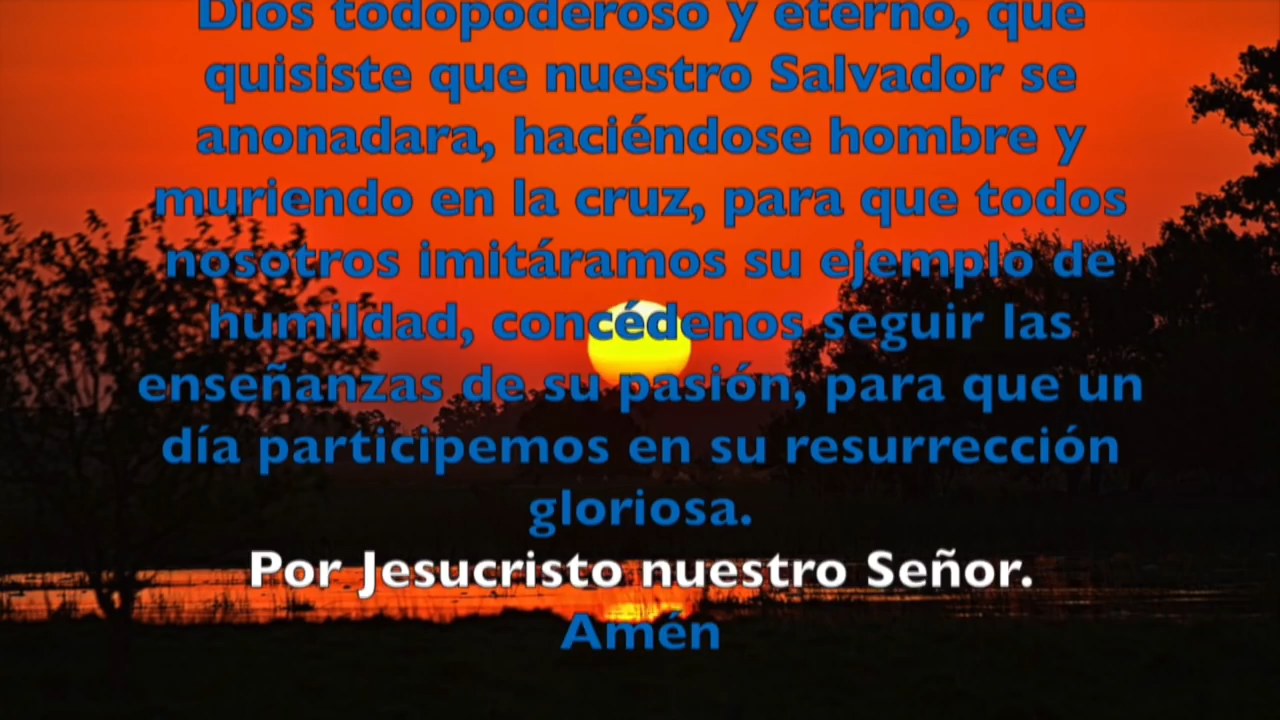 Dios todopoderoso y eterno, que
quisiste que nuestro Salvador se
anonadara, haciéndose hombre y
muriendo en la cruz, para que todos
nosotros imitáramos su ejemplo de
humildad, concédenos seguir las
enseñanzas de su pasión, para que un
día participemos en su resurrección
gloriosa.
Por Jesucristo nuestro Señor.
Amén